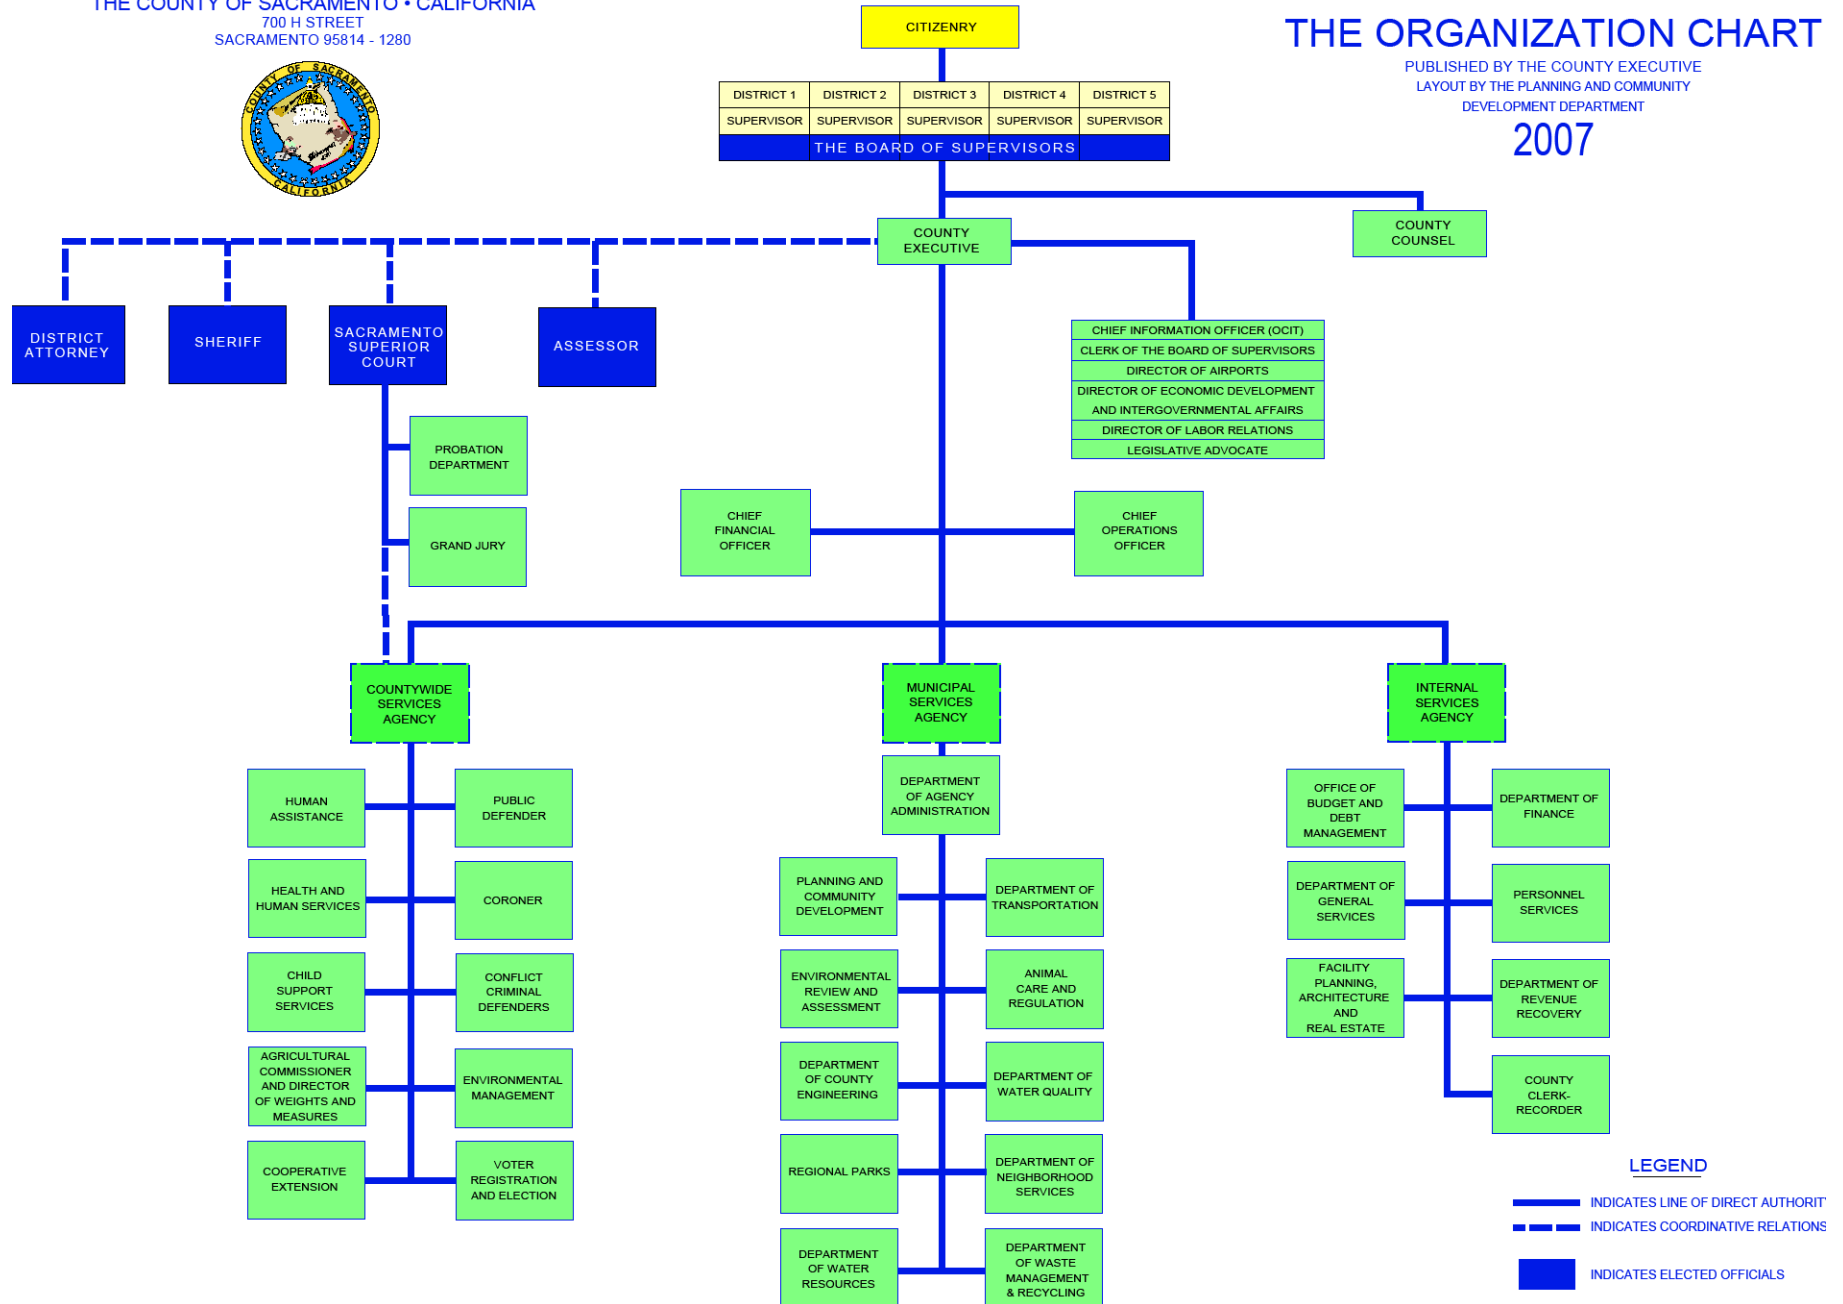 THE COUNTY OF SACRAMENTO • CALIFORNIA
700 H STREET
SACRAMENTO 95814 - 1280
COUNTY OF SACRAMENTO
CALIFORNIA
THE ORGANIZATION CHART
PUBLISHED BY THE COUNTY EXECUTIVE
LAYOUT BY THE PLANNING AND COMMUNITY
DEVELOPMENT DEPARTMENT
2007
CITIZENRY
DISTRICT 1 DISTRICT 2 DISTRICT 3 DISTRICT 4 DISTRICT 5
SUPERVISOR SUPERVISOR SUPERVISOR SUPERVISOR SUPERVISOR
THE BOARD OF SUPERVISORS
COUNTY
EXECUTIVE
COUNTY
COUNSEL
DISTRICT
ATTORNEY
SHERIFF
SACRAMENTO
SUPERIOR
COURT
ASSESSOR
CHIEF INFORMATION OFFICER (OCIT)
CLERK OF THE BOARD OF SUPERVISORS
DIRECTOR OF AIRPORTS
DIRECTOR OF ECONOMIC DEVELOPMENT
AND INTERGOVERNMENTAL AFFAIRS
DIRECTOR OF LABOR RELATIONS
LEGISLATIVE ADVOCATE
PROBATION
DEPARTMENT
GRAND JURY
CHIEF
FINANCIAL
OFFICER
CHIEF
OPERATIONS
OFFICER
COUNTYWIDE
SERVICES
AGENCY
MUNICIPAL
SERVICES
AGENCY
INTERNAL
SERVICES
AGENCY
HUMAN
ASSISTANCE
PUBLIC
DEFENDER
HEALTH AND
HUMAN SERVICES
CORONER
CHILD
SUPPORT
SERVICES
CONFLICT
CRIMINAL
DEFENDERS
AGRICULTURAL
COMMISSIONER
AND DIRECTOR
OF WEIGHTS AND
MEASURES
ENVIRONMENTAL
MANAGEMENT
COOPERATIVE
EXTENSION
VOTER
REGISTRATION
AND ELECTION
DEPARTMENT
OF AGENCY
ADMINISTRATION
PLANNING AND
COMMUNITY
DEVELOPMENT
DEPARTMENT OF
TRANSPORTATION
ENVIRONMENTAL
REVIEW AND
ASSESSMENT
ANIMAL
CARE AND
REGULATION
DEPARTMENT
OF COUNTY
ENGINEERING
DEPARTMENT OF
WATER QUALITY
REGIONAL PARKS
DEPARTMENT OF
NEIGHBORHOOD
SERVICES
DEPARTMENT
OF WATER
RESOURCES
DEPARTMENT
OF WASTE
MANAGEMENT
& RECYCLING
OFFICE OF
BUDGET AND
DEBT
MANAGEMENT
DEPARTMENT OF
FINANCE
DEPARTMENT OF
GENERAL
SERVICES
PERSONNEL
SERVICES
FACILITY
PLANNING,
ARCHITECTURE
AND
REAL ESTATE
DEPARTMENT OF
REVENUE
RECOVERY
COUNTY
CLERK-
RECORDER
LEGEND
INDICATES LINE OF DIRECT AUTHORITY
INDICATES COORDINATIVE RELATIONS
INDICATES ELECTED OFFICIALS